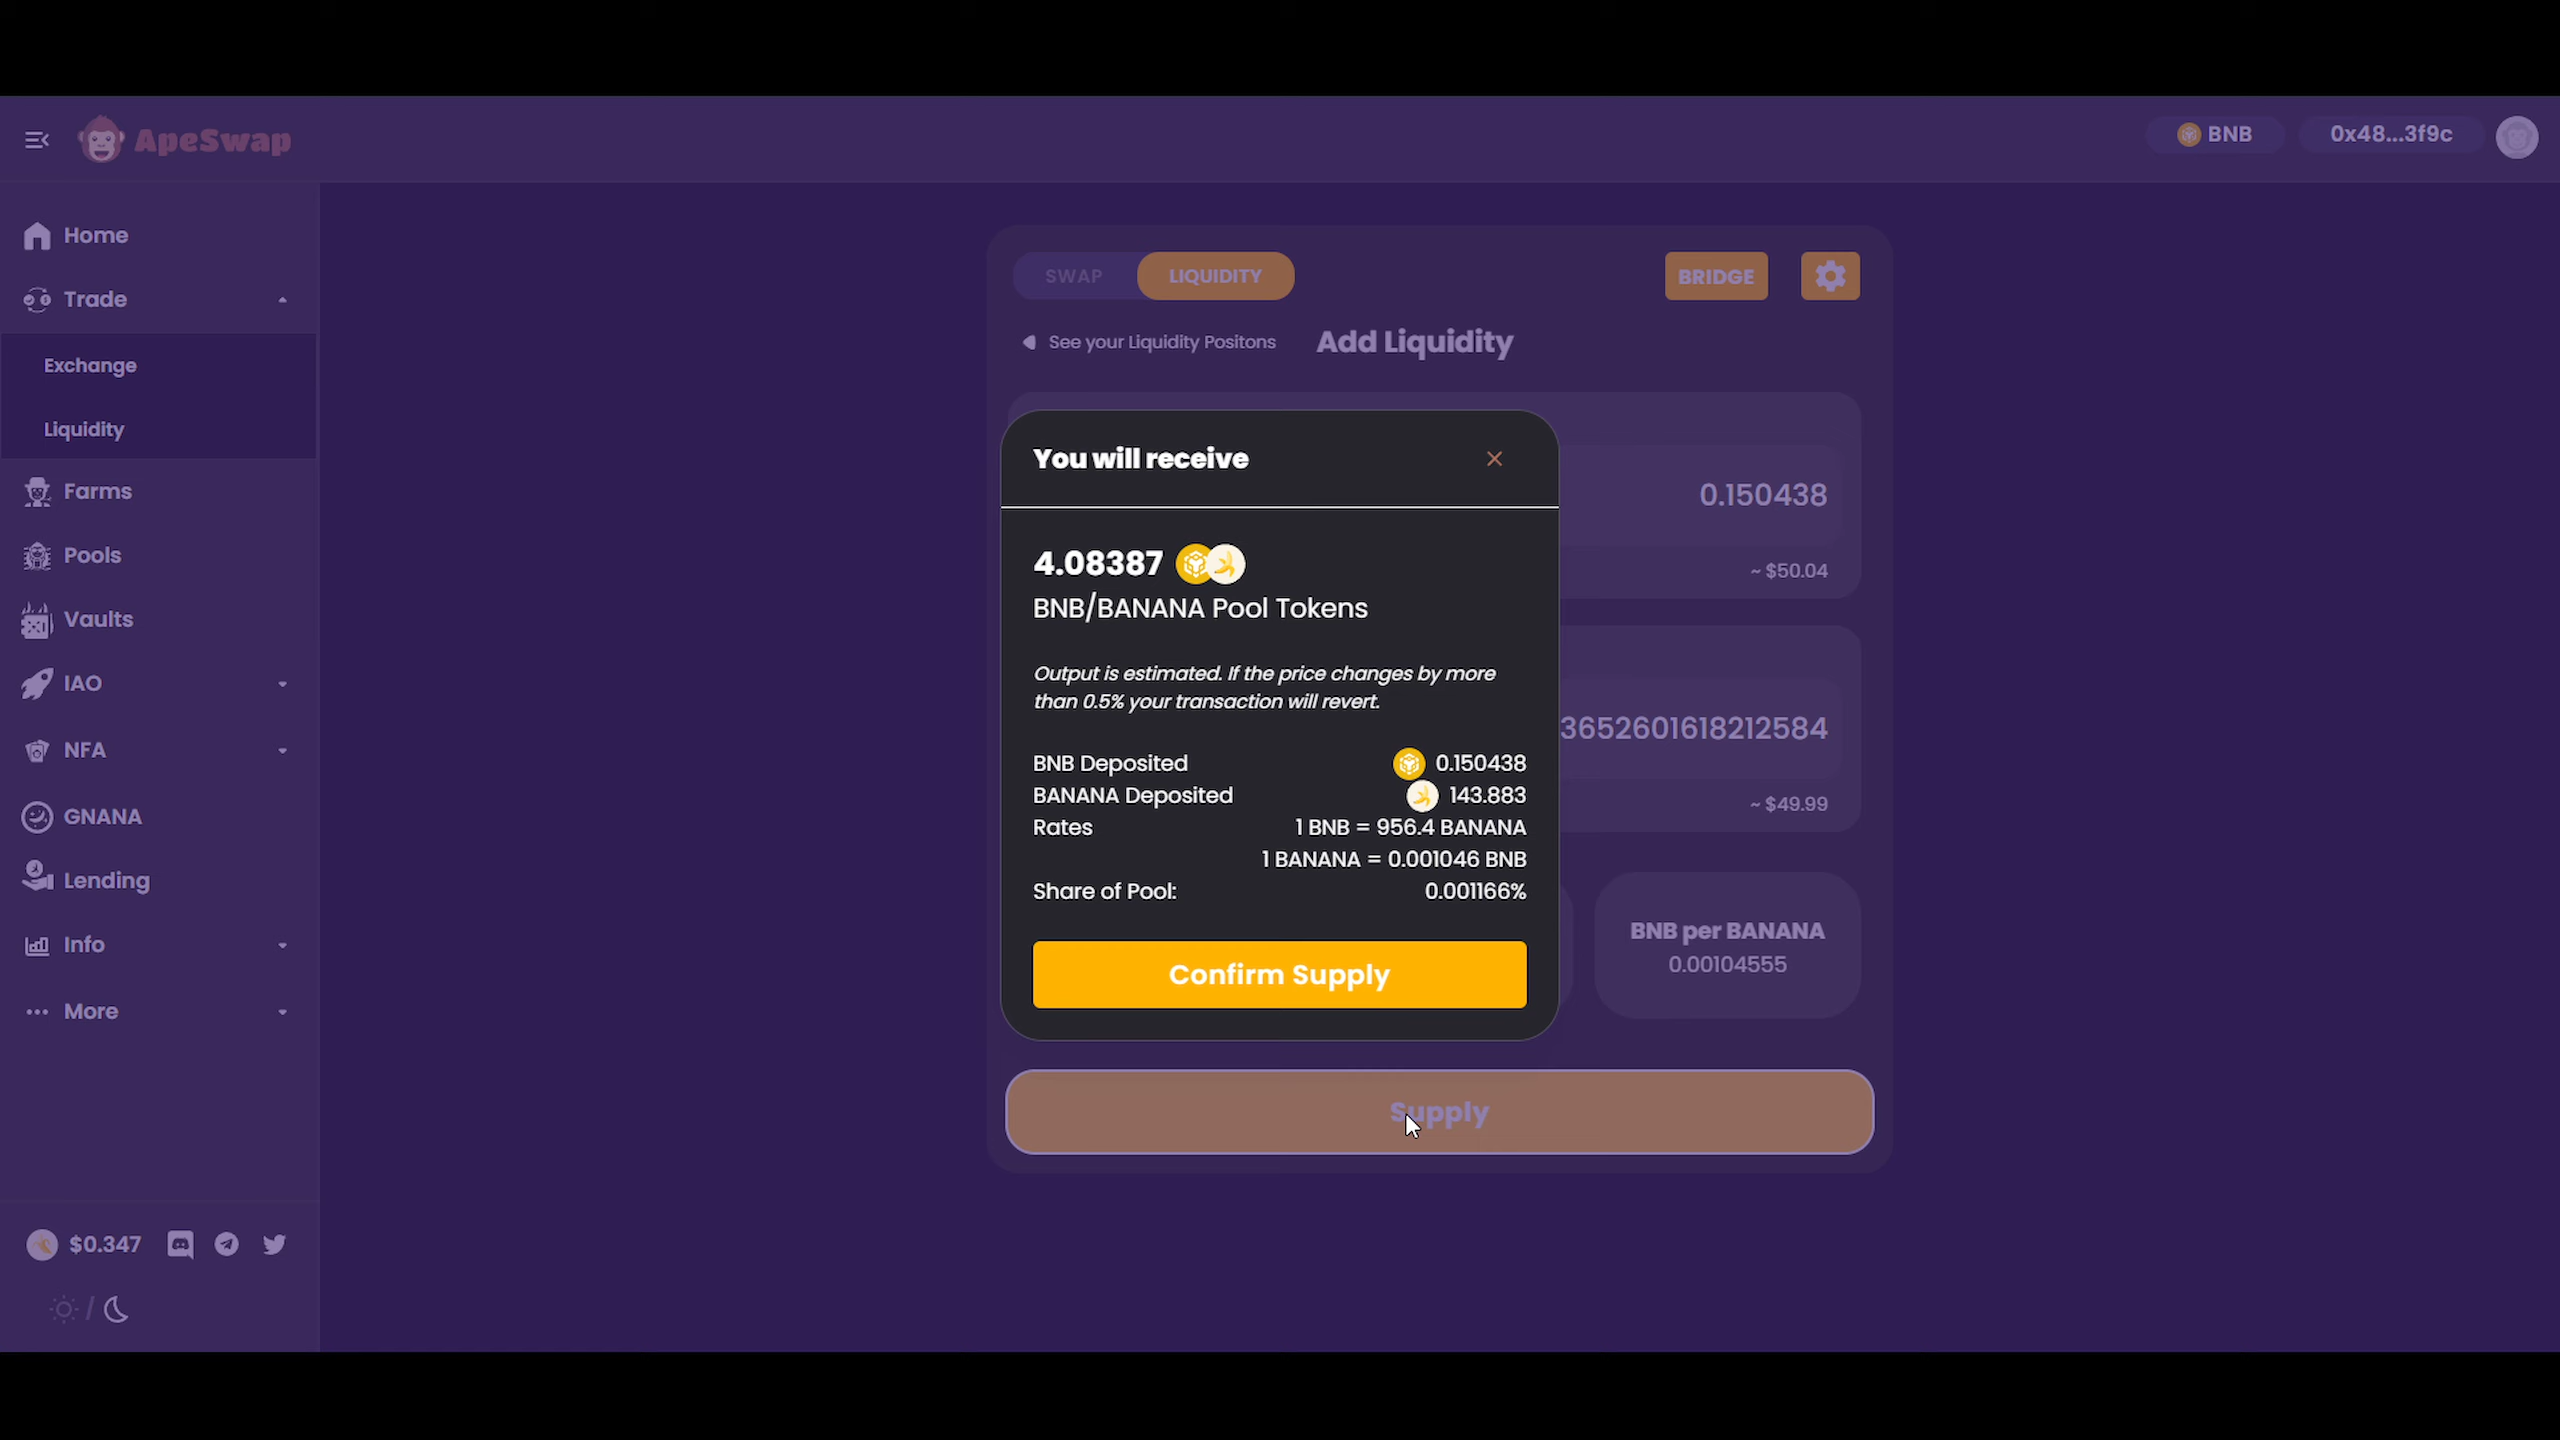 ApeSwap
BNB
0x48...3f9c
Home
Trade
Exchange
Liquidity
Farms
Pools
Vaults
IAO
NFA
GNANA
Lending
Info
More
$0.347
/
SWAP
LIQUIDITY
BRIDGE
See your Liquidity Positons
Add Liquidity
0.150438
~ $50.04
3652601618212584
~ $49.99
BNB per BANANA
0.00104555
You will receive
4.08387
BNB/BANANA Pool Tokens
Output is estimated. If the price changes by more
than 0.5% your transaction will revert.
BNB Deposited 0.150438
BANANA Deposited 143.883
Rates 1 BNB = 956.4 BANANA
1 BANANA = 0.001046 BNB
Share of Pool: 0.001166%
Confirm Supply
Supply